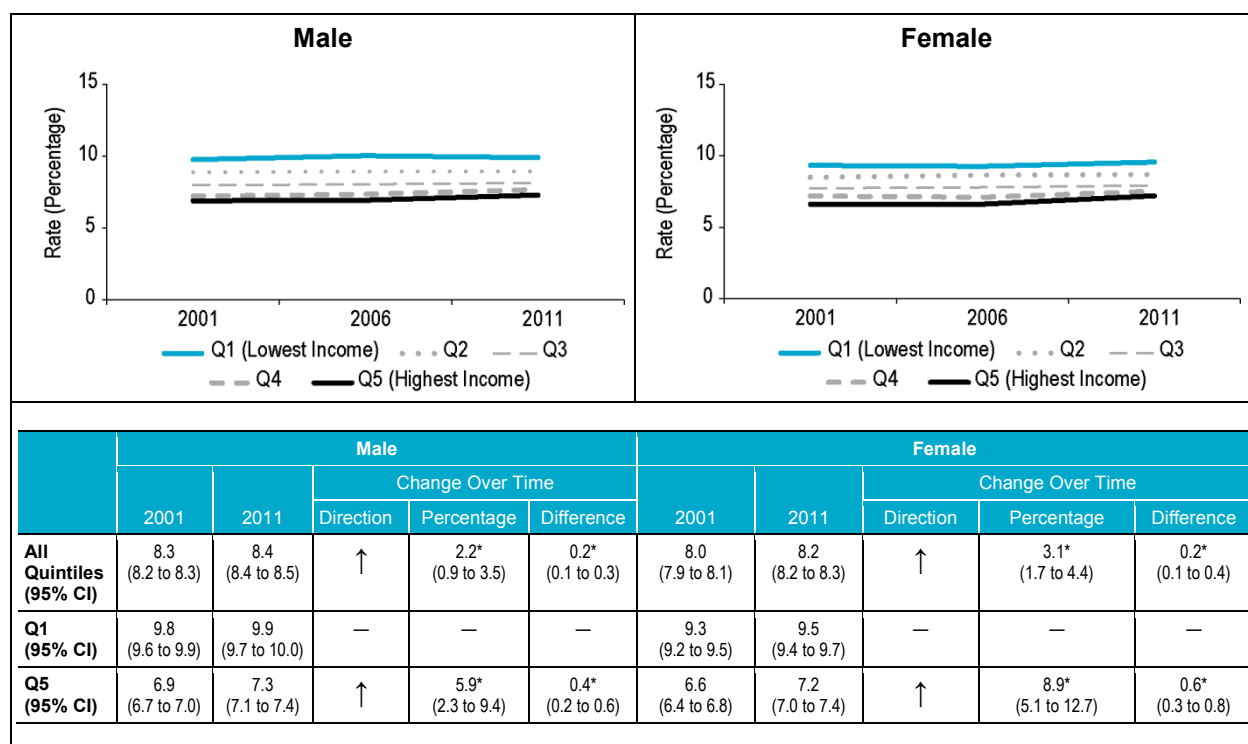 Male
Rate (Percentage)
15
10
5
0
2001 2006 2011
Q1 (Lowest Income) Q2 Q3
Q4 Q5 (Highest Income)
Female
Rate (Percentage)
15
10
5
0
2001 2006 2011
Q1 (Lowest Income) Q2 Q3
Q4 Q5 (Highest Income)
Male Female
Change Over Time Change Over Time
2001 2011 Direction Percentage Difference 2001 2011 Direction Percentage Difference
All 8.3 8.4 ↑ 2.2* 0.2* 8.0 8.2 ↑ 3.1* 0.2*
Quintiles (8.2 to 8.3) (8.4 to 8.5) (0.9 to 3.5) (0.1 to 0.3) (7.9 to 8.1) (8.2 to 8.3) (1.7 to 4.4) (0.1 to 0.4)
(95% CI)
Q1 9.8 9.9 — — — 9.3 9.5 — — —
(95% CI) (9.6 to 9.9) (9.7 to 10.0) (9.2 to 9.5) (9.4 to 9.7)
Q5 6.9 7.3 ↑ 5.9* 0.4* 6.6 7.2 ↑ 8.9* 0.6*
(95% CI) (6.7 to 7.0) (7.1 to 7.4) (2.3 to 9.4) (0.2 to 0.6) (6.4 to 6.8) (7.0 to 7.4) (5.1 to 12.7) (0.3 to 0.8)